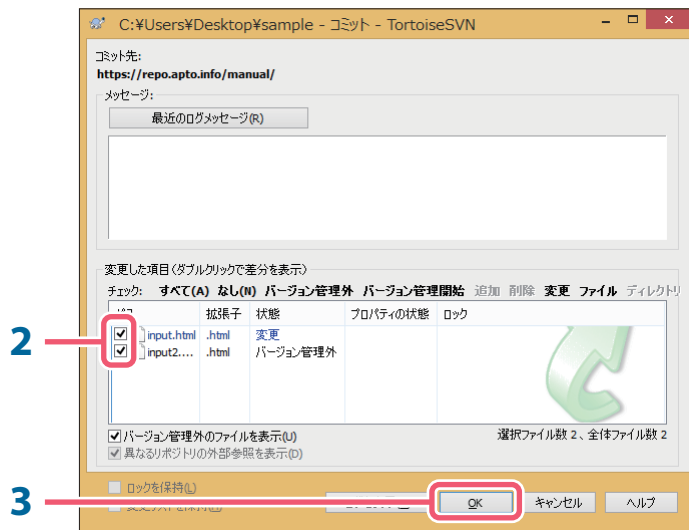 C:¥Users¥Desktop¥sample - コミット - TortoiseSVN
コミット先:
https://repo.apto.info/manual/
メッセージ:
最近のログメッセージ(R)
変更した項目(ダブルクリックで差分を表示)
チェック: すべて(A) なし(N) バージョン管理外 バージョン管理開始 追加 削除 変更 ファイル ディレクトリ
拡張子 状態 プロパティの状態 ロック
2
input.html .html 変更
input2.... .html バージョン管理外
バージョン管理外のファイルを表示(U)
選択ファイル数 2、全体ファイル数 2
異なるリポジトリの外部参照を表示(D)
ロックを保持(L)
3
OK キャンセル ヘルプ